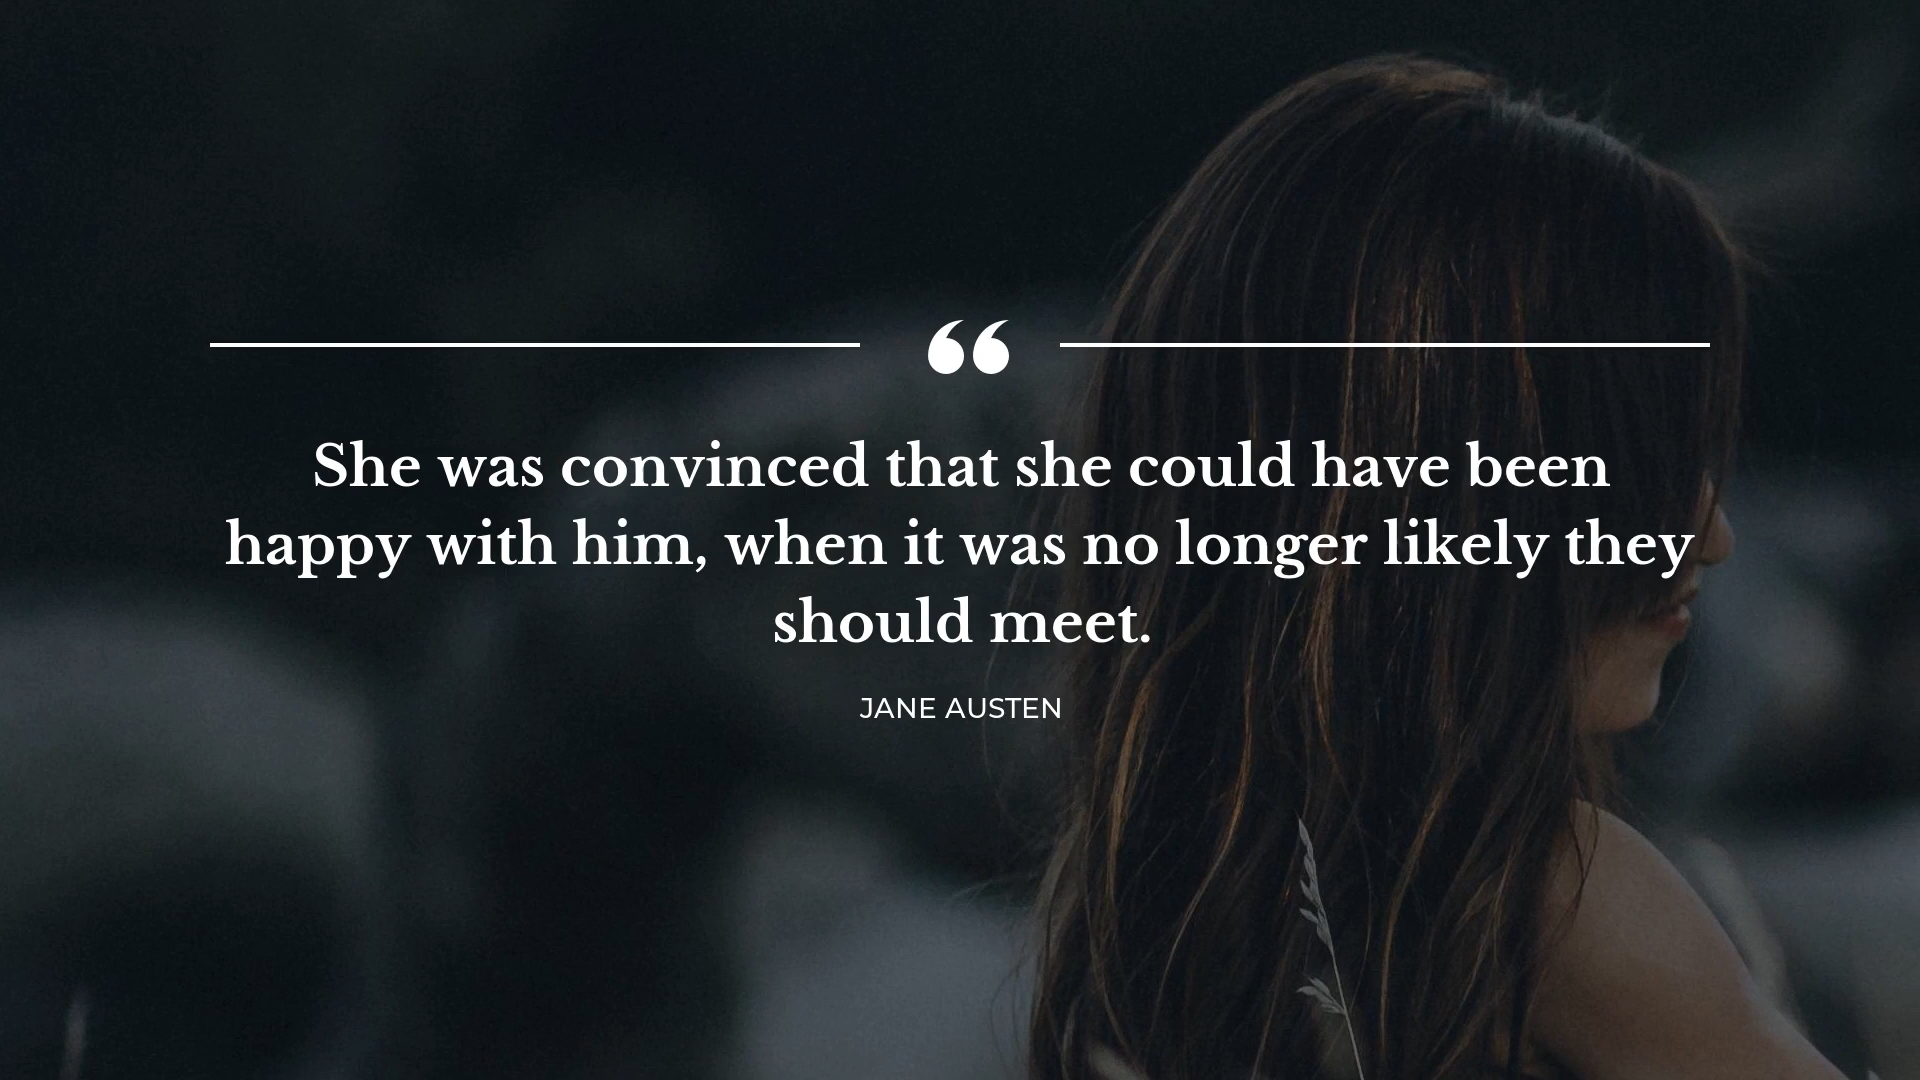 “
She was convinced that she could have been
happy with him, when it was no longer likely they
should meet.
JANE AUSTEN